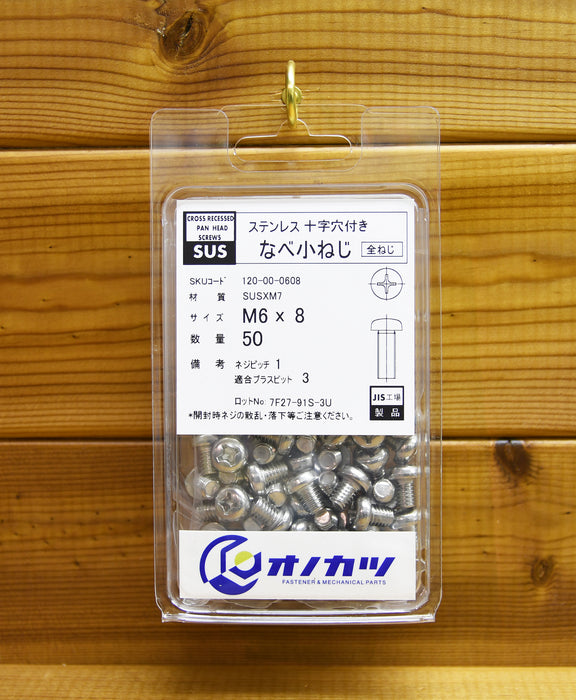 CROSS RECESSED
PAN HEAD
SCREWS
SUS
ステンレス 十字穴付き
なべ小ねじ 全ねじ
SKUコード 120-00-0608
材質 SUSXM7
サイズ M6 x 8
数量 50
備考 ネジピッチ 1
適合プラスビット 3
ロットNo: 7F27-91S-3U
*開封時ネジの散乱・落下等ご注意ください。
JIS工場
製品
オノカツ
FASTENER & MECHANICAL PARTS